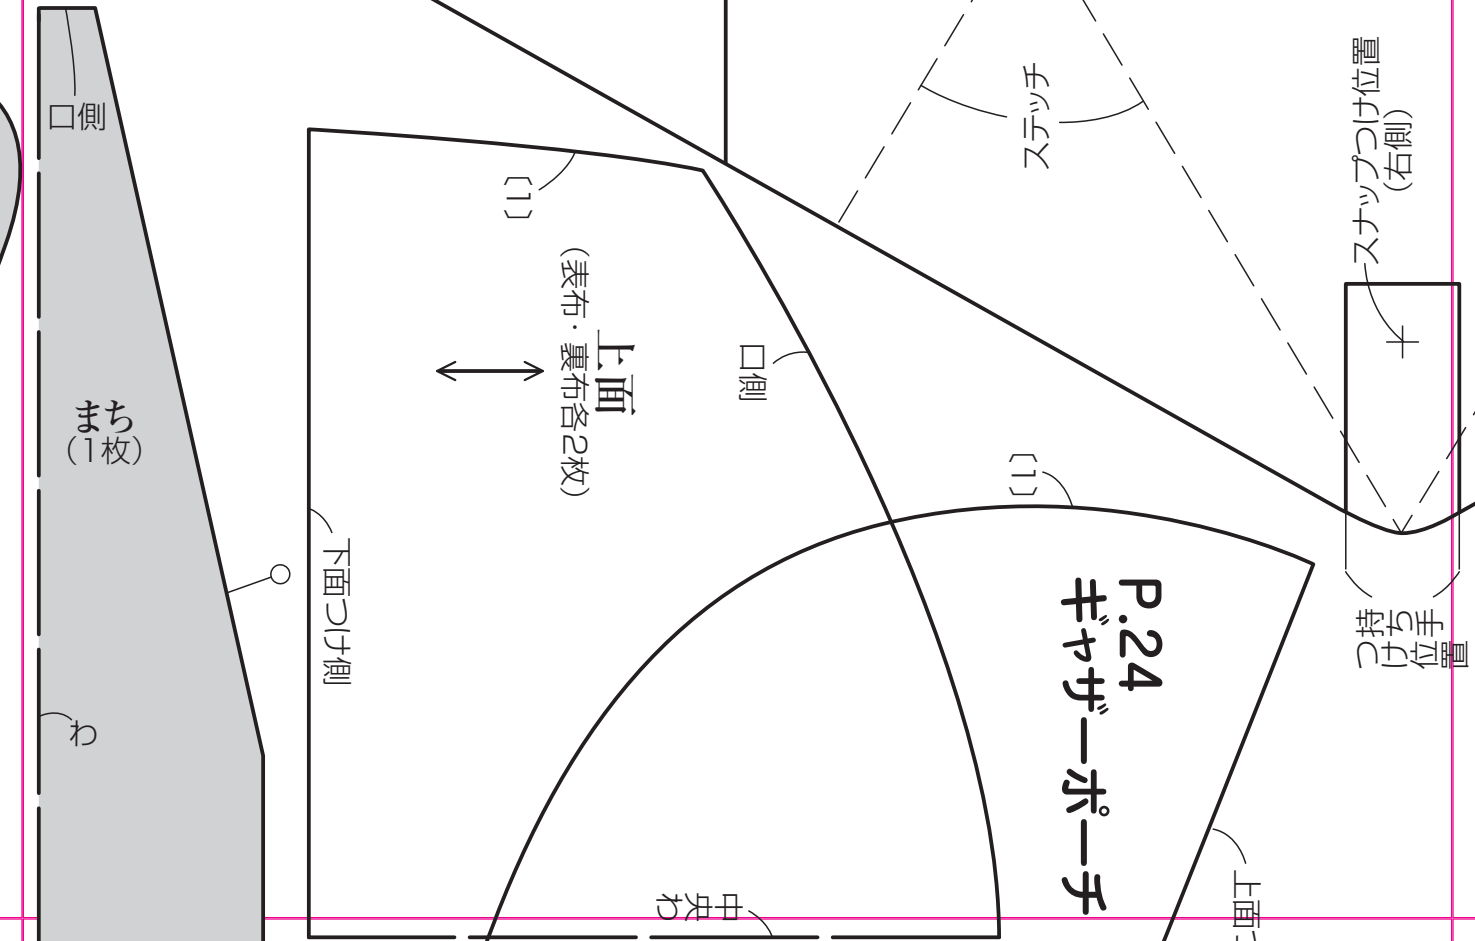 口側
まち
(1枚)
わ
〔1〕
上面
(表布・裏布各2枚)
口側
下面つけ側
中央
わ
ステッチ
スナップつけ位置
(右側)
〔1〕
P.24
ギャザーポーチ
持ち手
つけ位置
上面つ